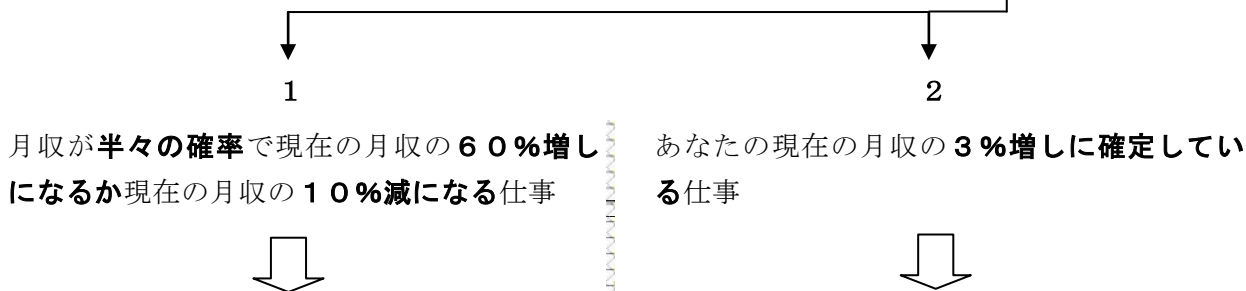 1
2
月収が半々の確率で現在の月収の60%増し
になるか現在の月収の10%減になる仕事
あなたの現在の月収の3%増しに確定してい
る仕事